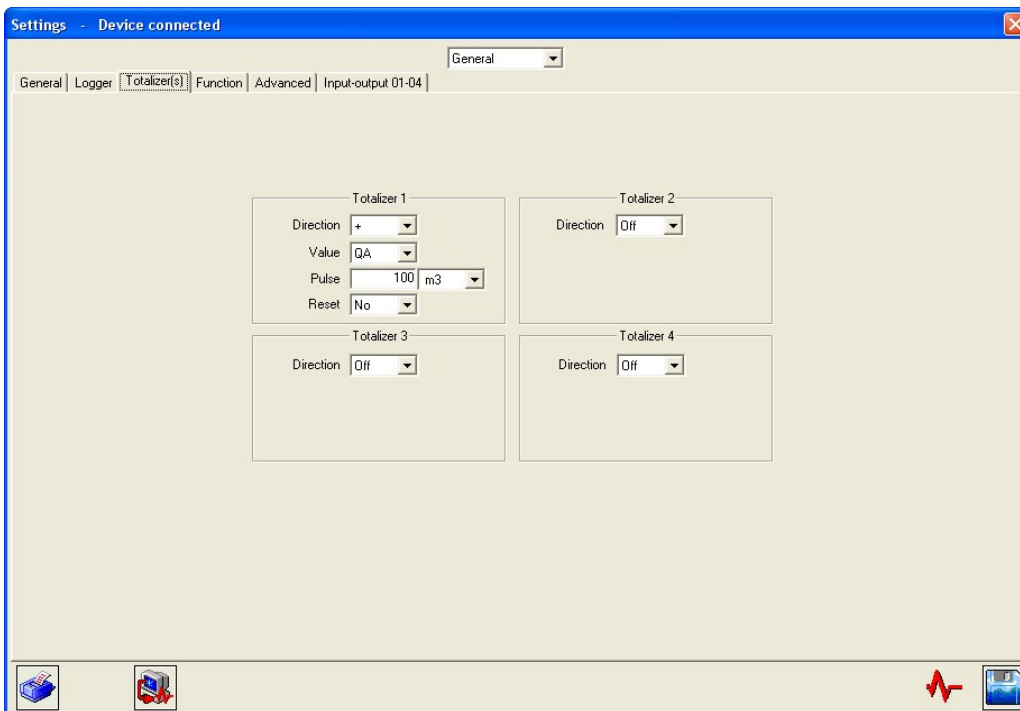 Settings - Device connected
General
General Logger Totalizer(s) Function Advanced Input-output 01-04
Totalizer 1
Direction +
Value QA
Pulse 100 m3
Reset No
Totalizer 2
Direction Off
Totalizer 3
Direction Off
Totalizer 4
Direction Off